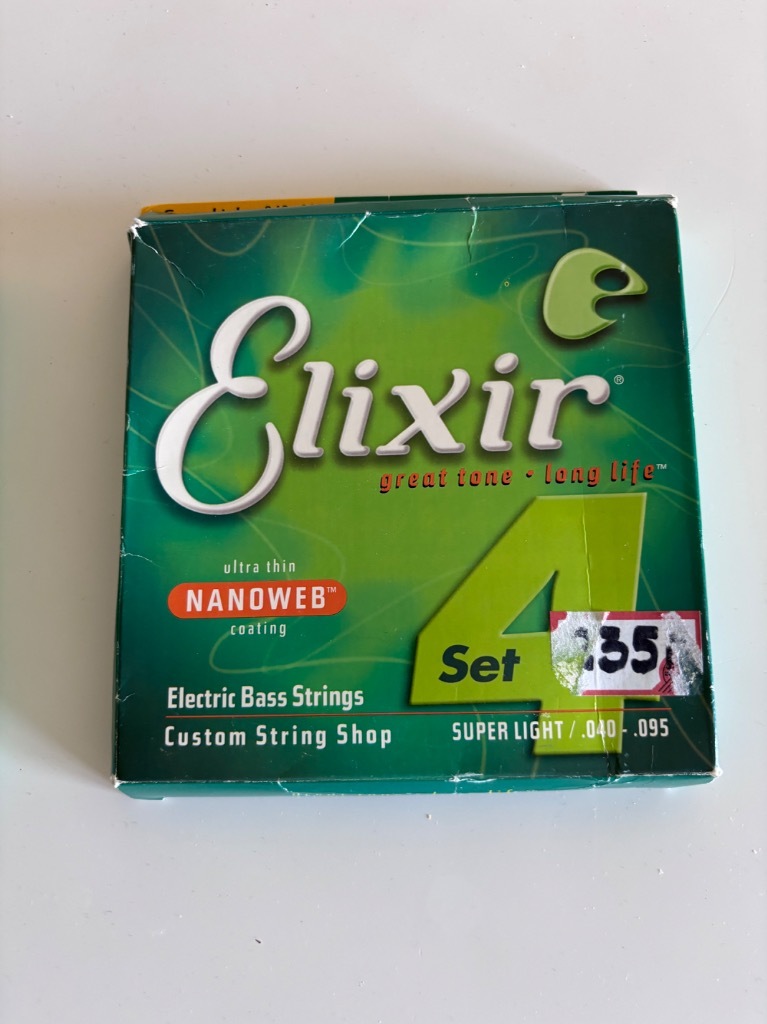 Elixir®
great tone • long life™
ultra thin
NANOWEB™
coating
4
Set
35
Electric Bass Strings
Custom String Shop
SUPER LIGHT / .040 - .095